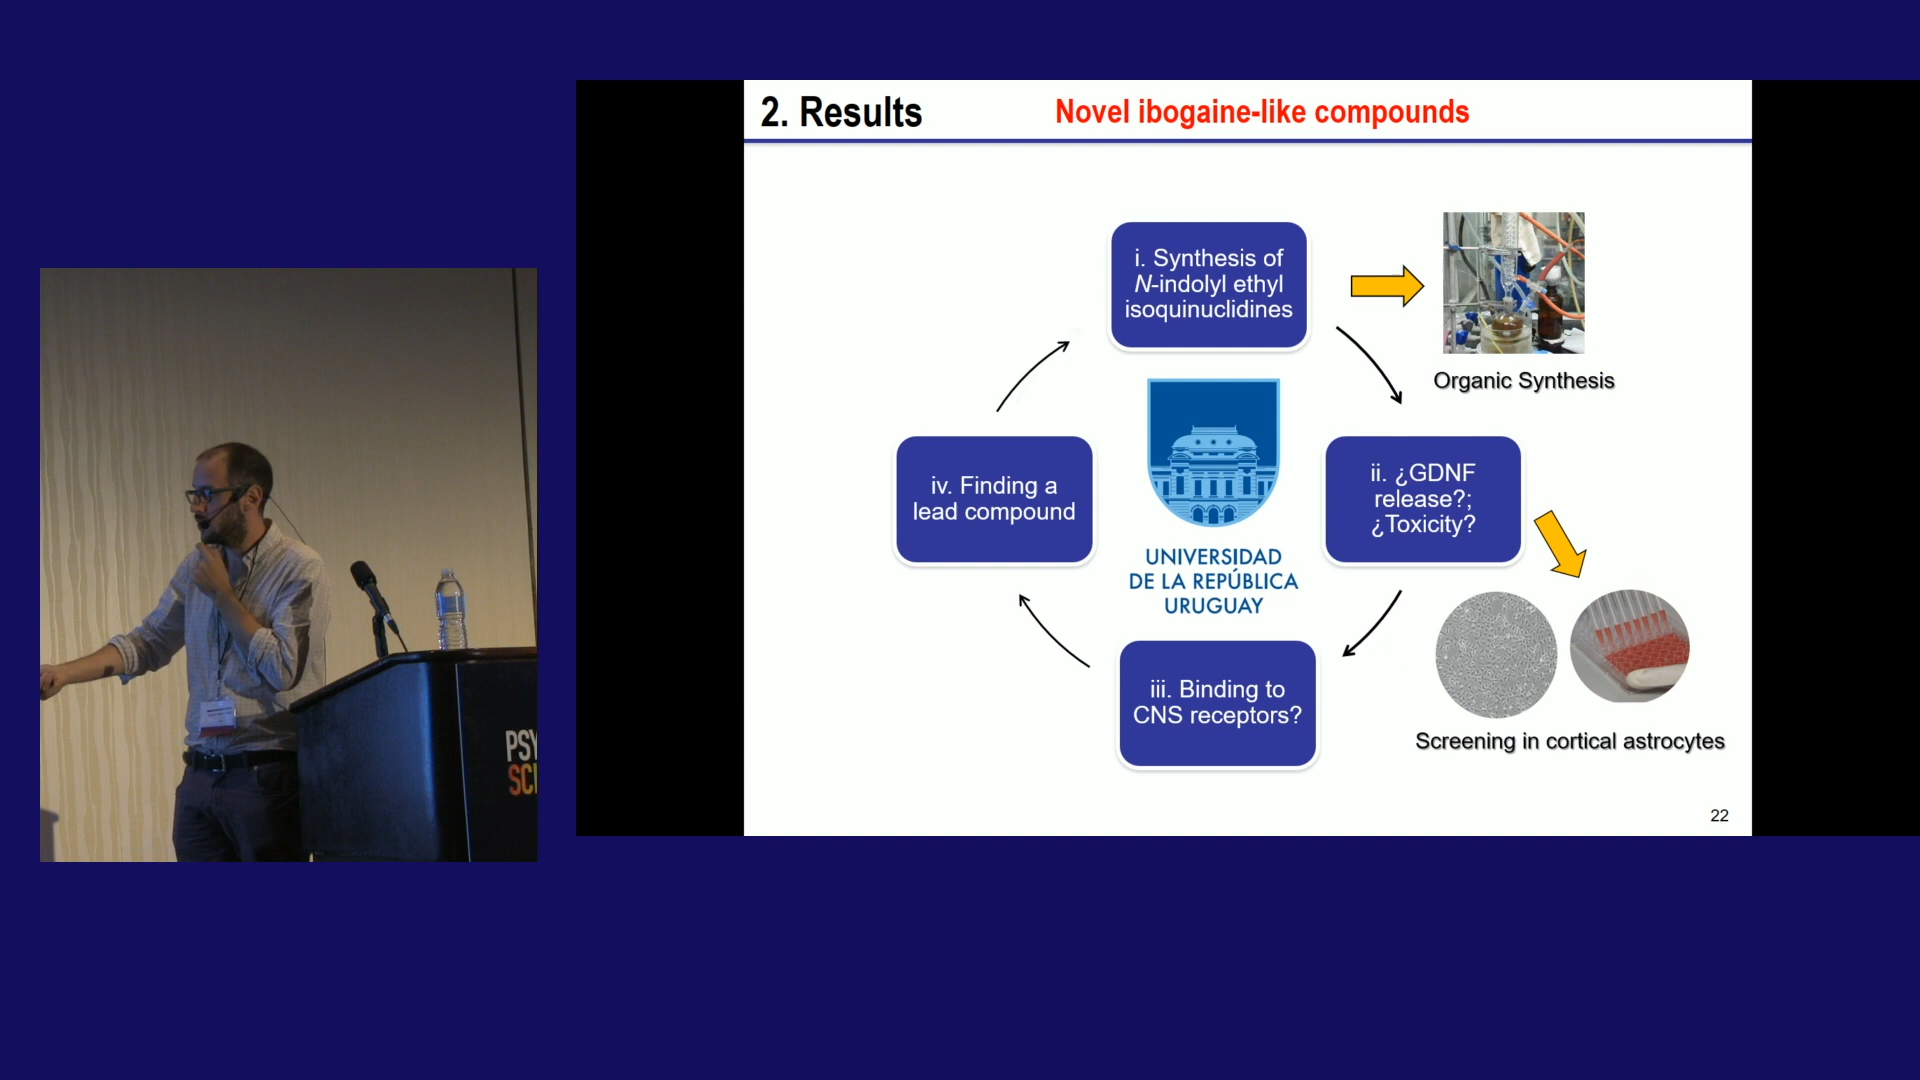 2. Results
Novel ibogaine-like compounds
i. Synthesis of
N-indolyl ethyl
isoquinuclidines
Organic Synthesis
iv. Finding a
lead compound
ii. ¿GDNF
release?;
¿Toxicity?
UNIVERSIDAD
DE LA REPÚBLICA
URUGUAY
iii. Binding to
CNS receptors?
Screening in cortical astrocytes
22
PSY
SCI